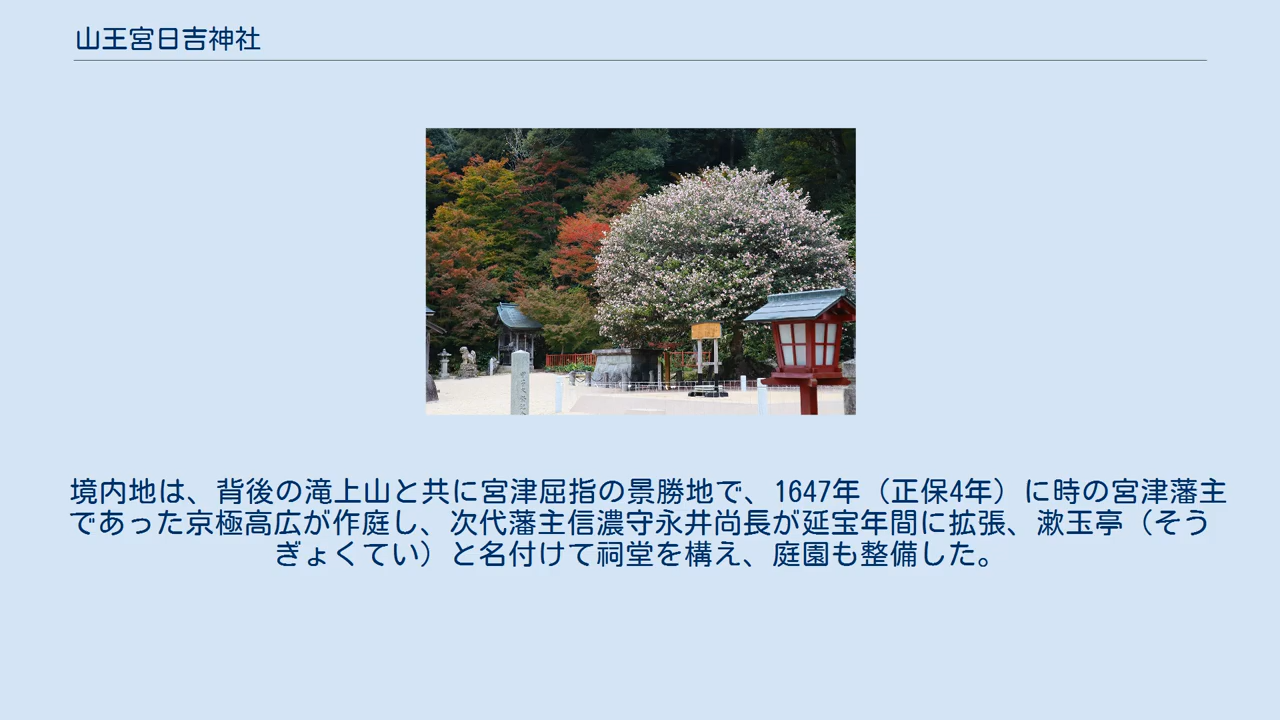 山王宮日吉神社
境内地は、背後の滝上山と共に宮津屈指の景勝地で、1647年（正保4年）に時の宮津藩主
であった京極高広が作庭し、次代藩主信濃守永井尚長が延宝年間に拡張、漱玉亭（そう
ぎょくてい）と名付けて祠堂を構え、庭園も整備した。